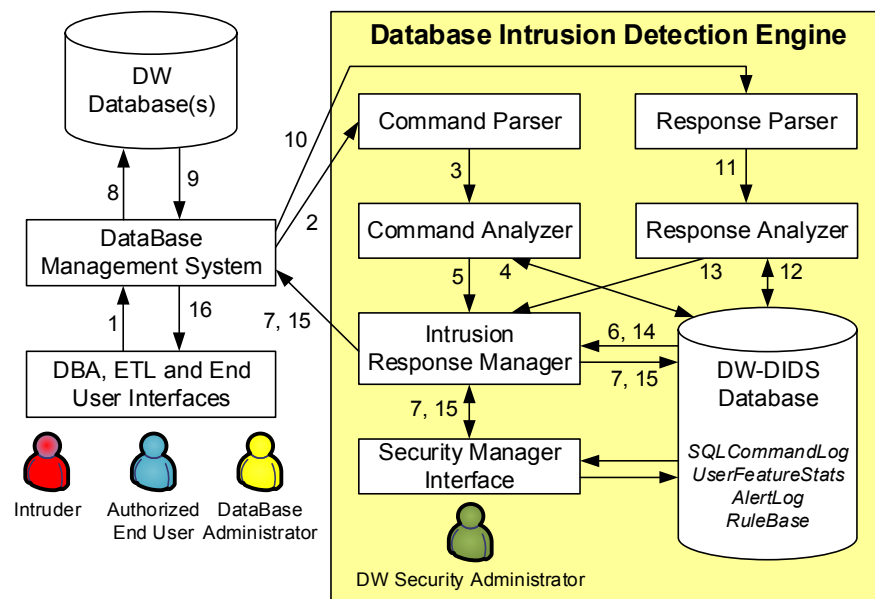 Database Intrusion Detection Engine
DW
Database(s)
10
Command Parser
Response Parser
3
11
8
9
2
DataBase
Management System
Command Analyzer
Response Analyzer
5
4
13
12
1
16
7, 15
Intrusion
Response Manager
6, 14
7, 15
DW-DIDS
Database
DBA, ETL and End
User Interfaces
7, 15
Security Manager
Interface
SQLCommandLog
UserFeatureStats
AlertLog
RuleBase
Intruder
Authorized
End User
DataBase
Administrator
DW Security Administrator